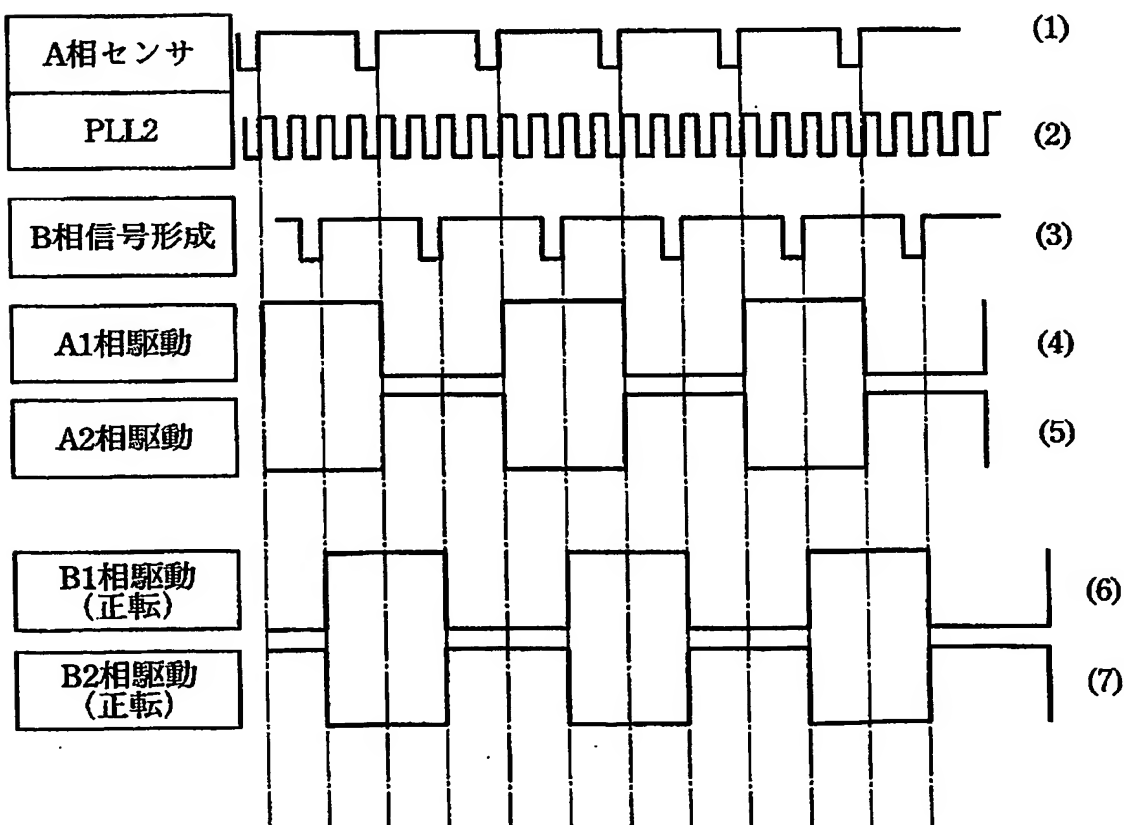 A相センサ
(1)
PLL2
(2)
B相信号形成
(3)
A1相駆動
(4)
A2相駆動
(5)
B1相駆動
(正転)
(6)
B2相駆動
(正転)
(7)